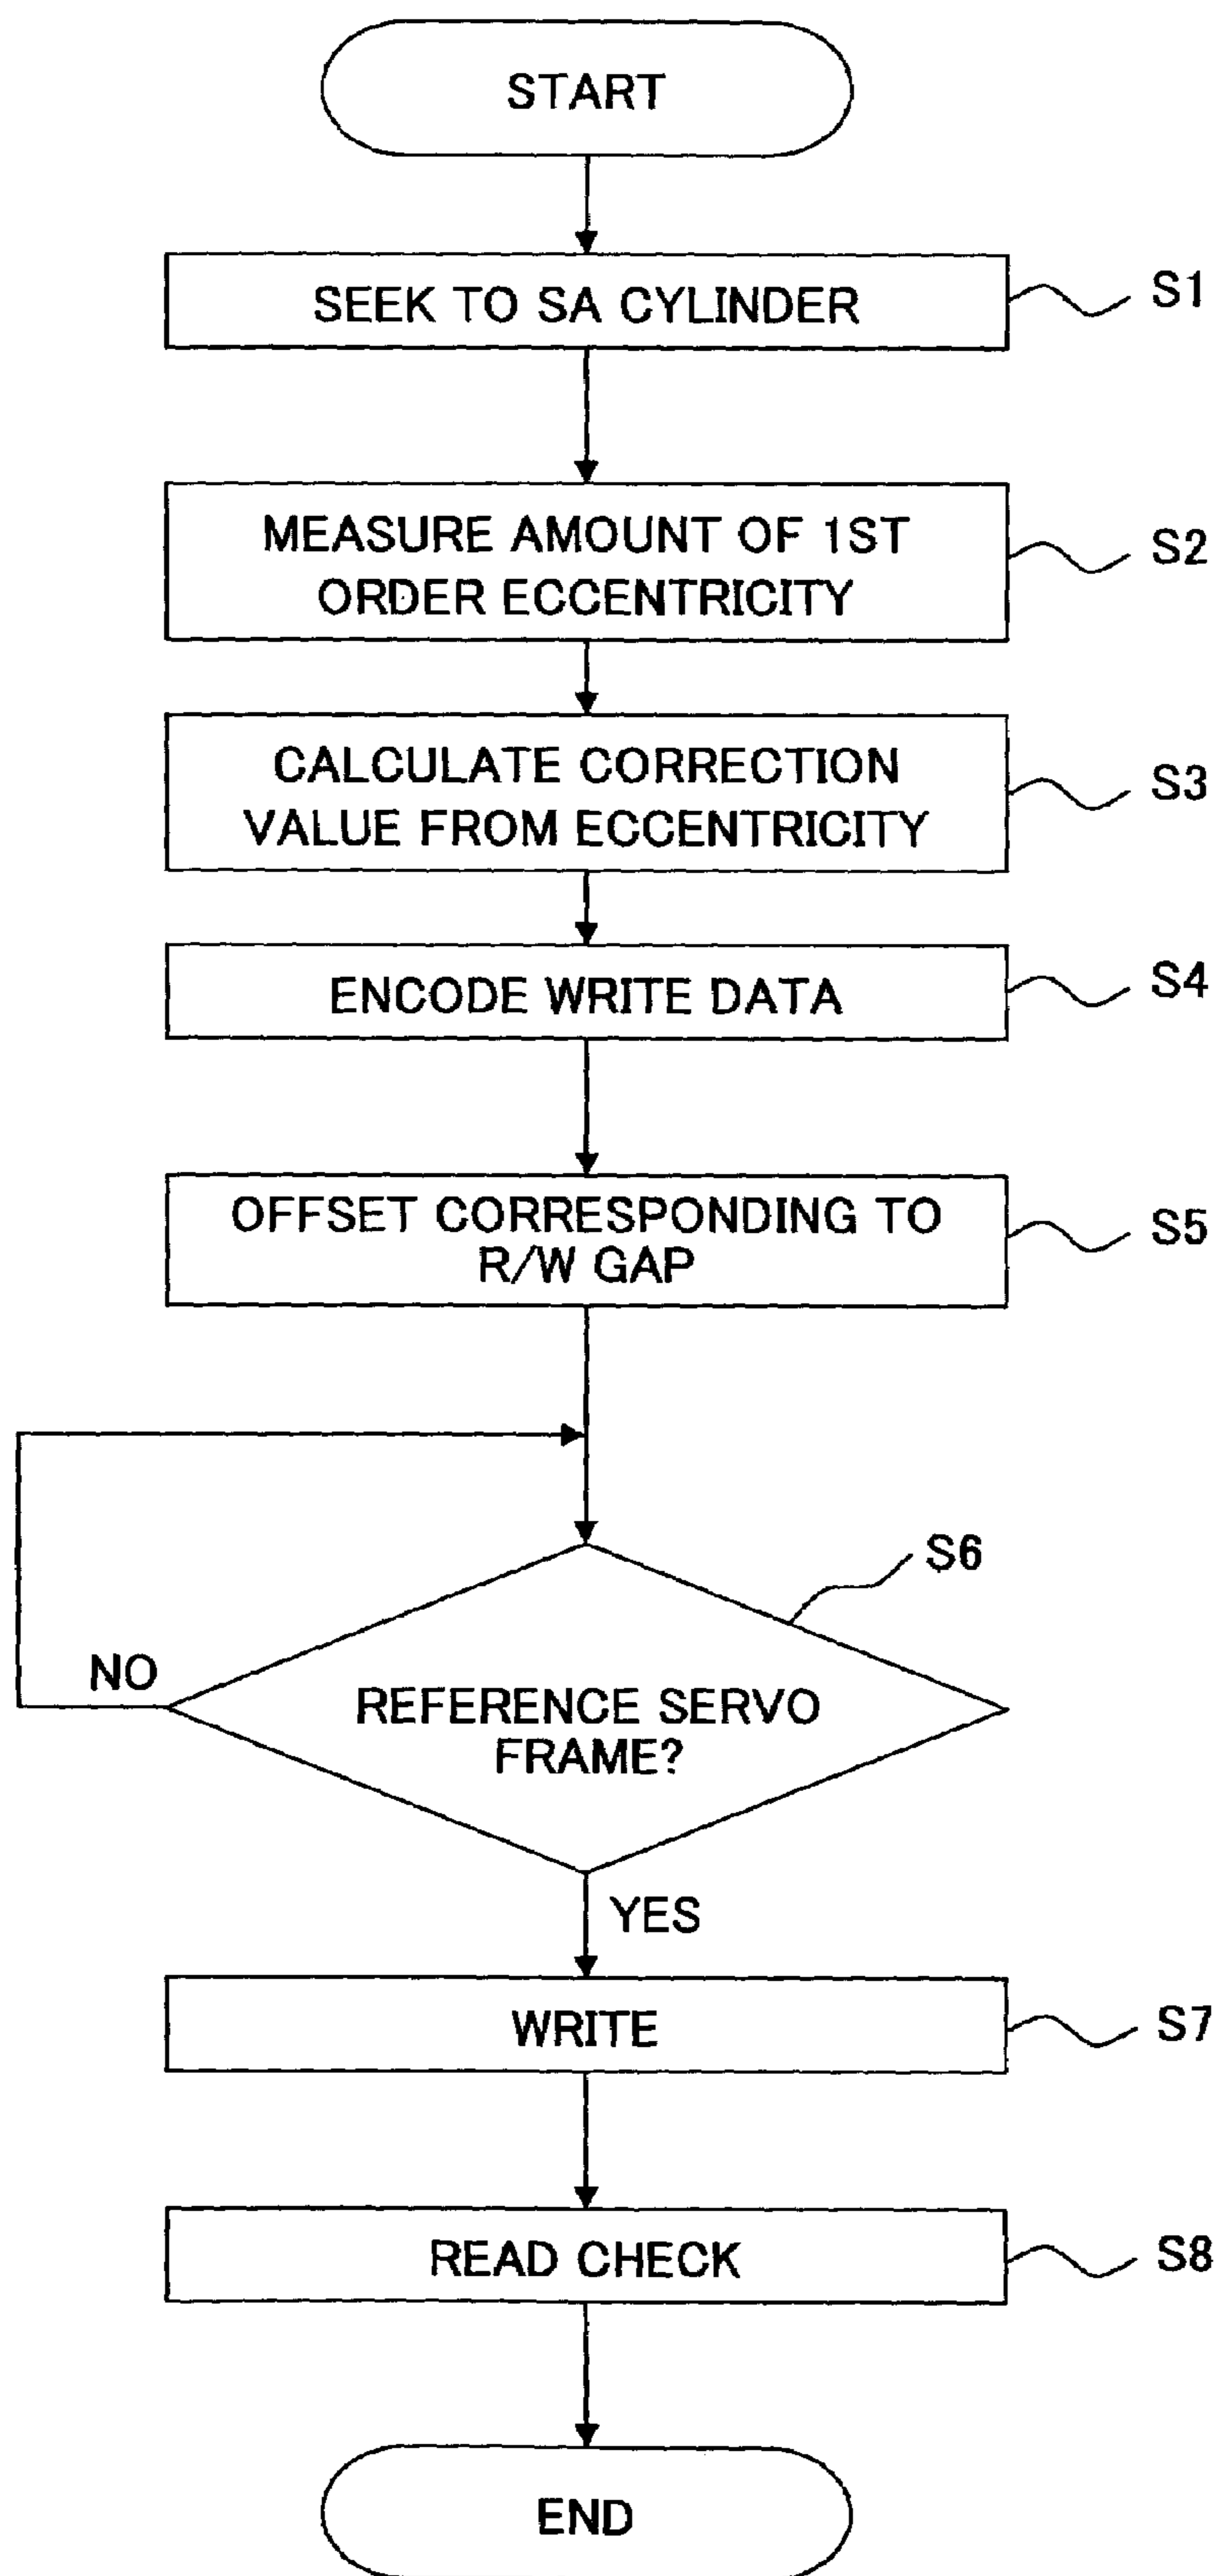 START
SEEK TO SA CYLINDER
S1
MEASURE AMOUNT OF 1ST
ORDER ECCENTRICITY
S2
CALCULATE CORRECTION
VALUE FROM ECCENTRICITY
S3
ENCODE WRITE DATA
S4
OFFSET CORRESPONDING TO
R/W GAP
S5
S6
NO
REFERENCE SERVO
FRAME?
YES
WRITE
S7
READ CHECK
S8
END